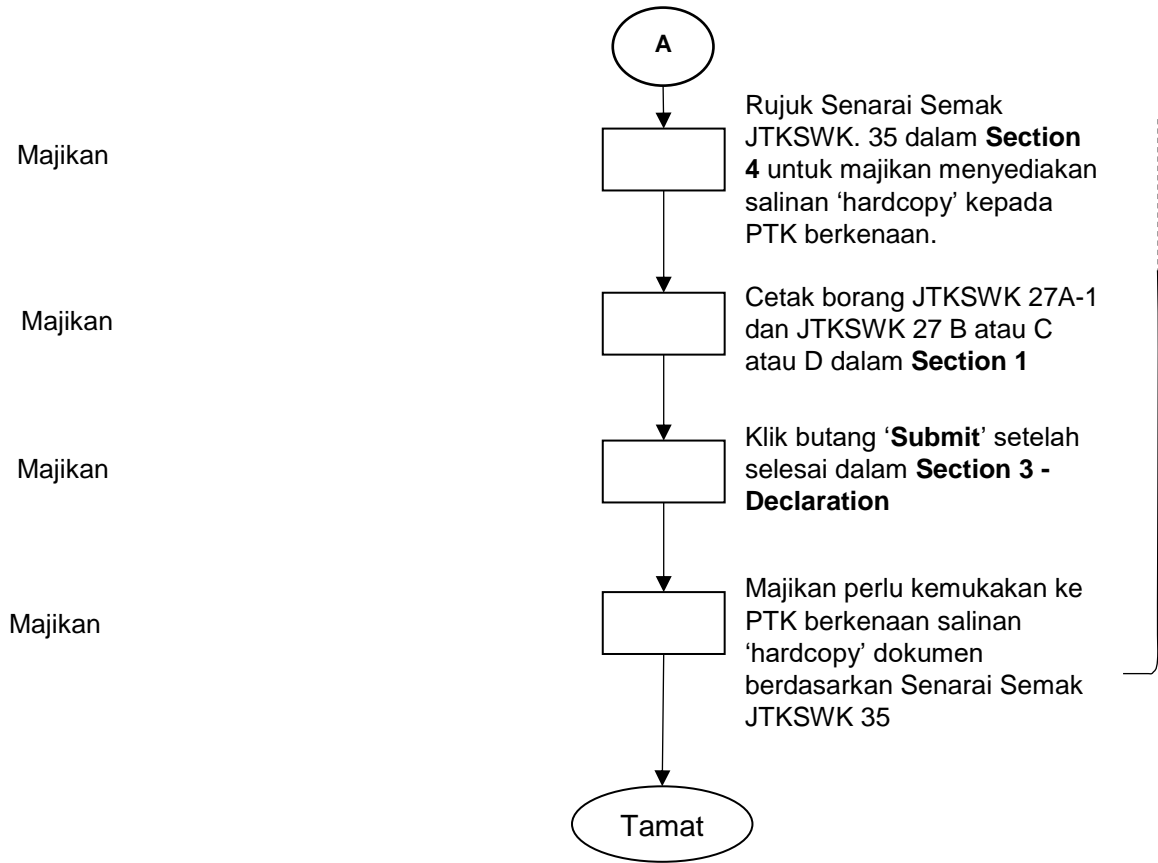 A
Majikan
Rujuk Senarai Semak
JTKSWK. 35 dalam Section
4 untuk majikan menyediakan
salinan ‘hardcopy’ kepada
PTK berkenaan.
Majikan
Cetak borang JTKSWK 27A-1
dan JTKSWK 27 B atau C
atau D dalam Section 1
Majikan
Klik butang ‘Submit’ setelah
selesai dalam Section 3 -
Declaration
Majikan
Majikan perlu kemukakan ke
PTK berkenaan salinan
‘hardcopy’ dokumen
berdasarkan Senarai Semak
JTKSWK 35
Tamat